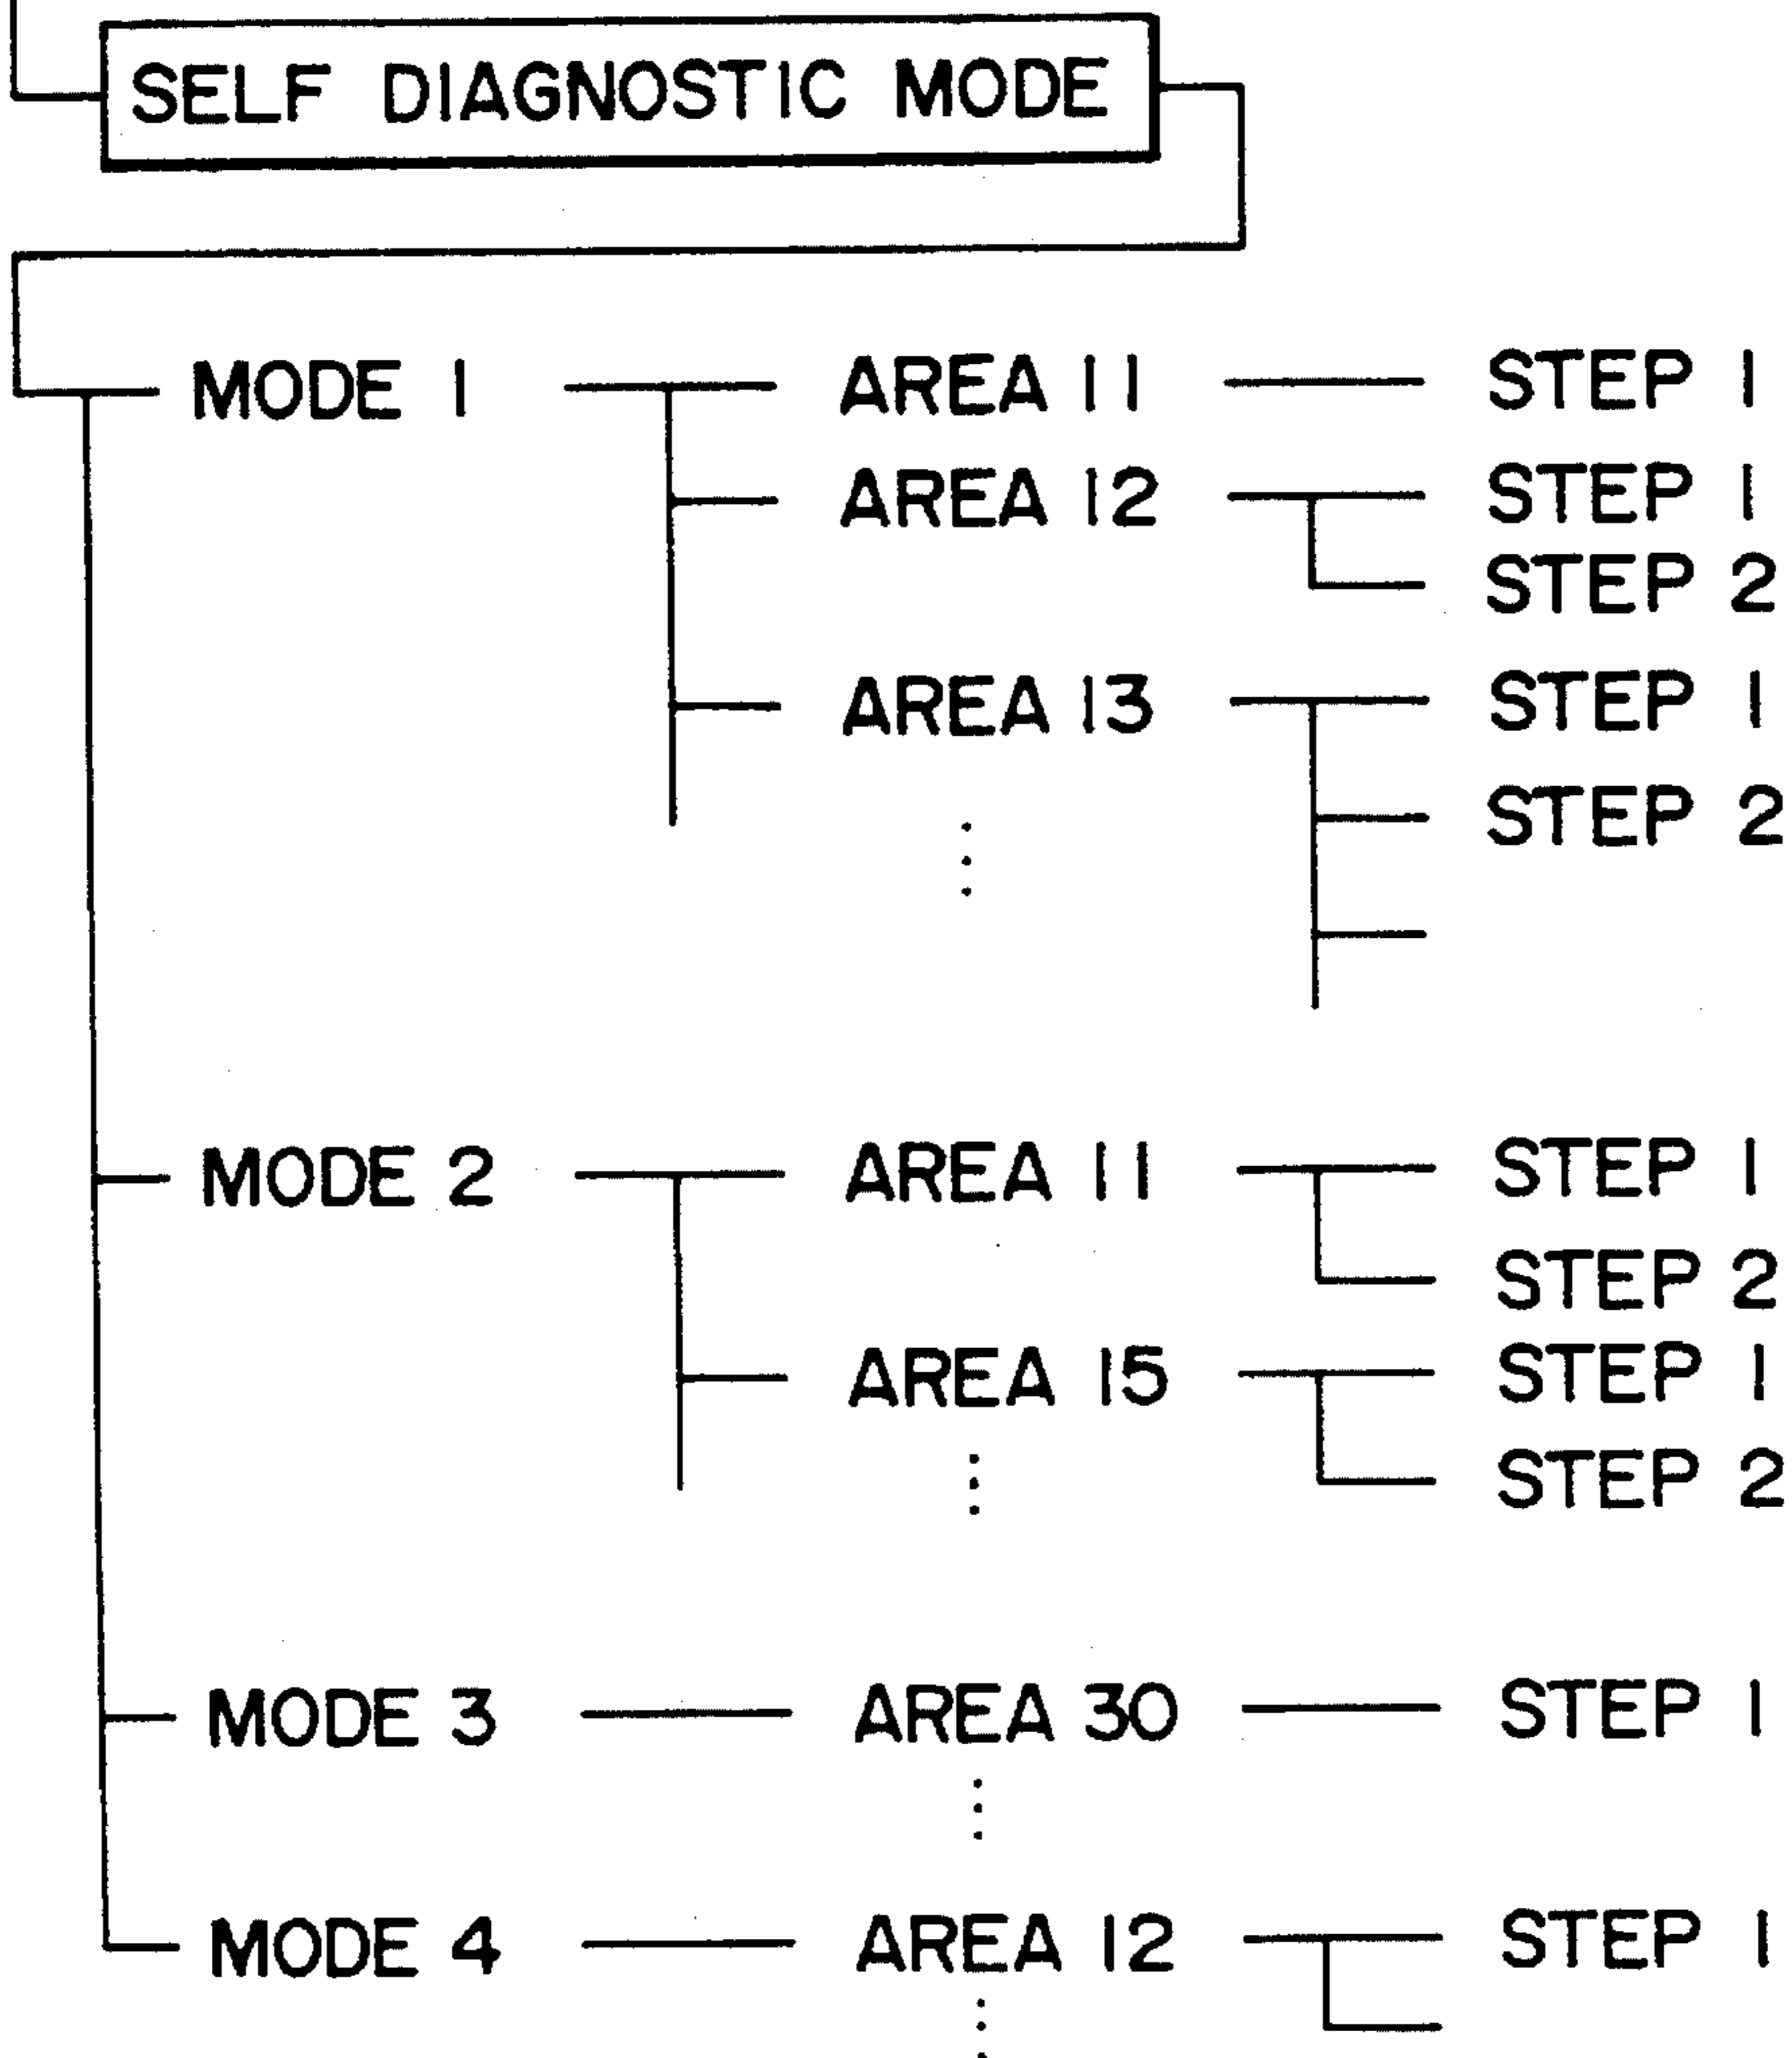 SELF DIAGNOSTIC MODE
MODE 1 AREA 11 STEP 1
AREA 12 STEP 1
STEP 2
AREA 13 STEP 1
STEP 2
MODE 2 AREA 11 STEP 1
STEP 2
AREA 15 STEP 1
STEP 2
MODE 3 AREA 30 STEP 1
MODE 4 AREA 12 STEP 1